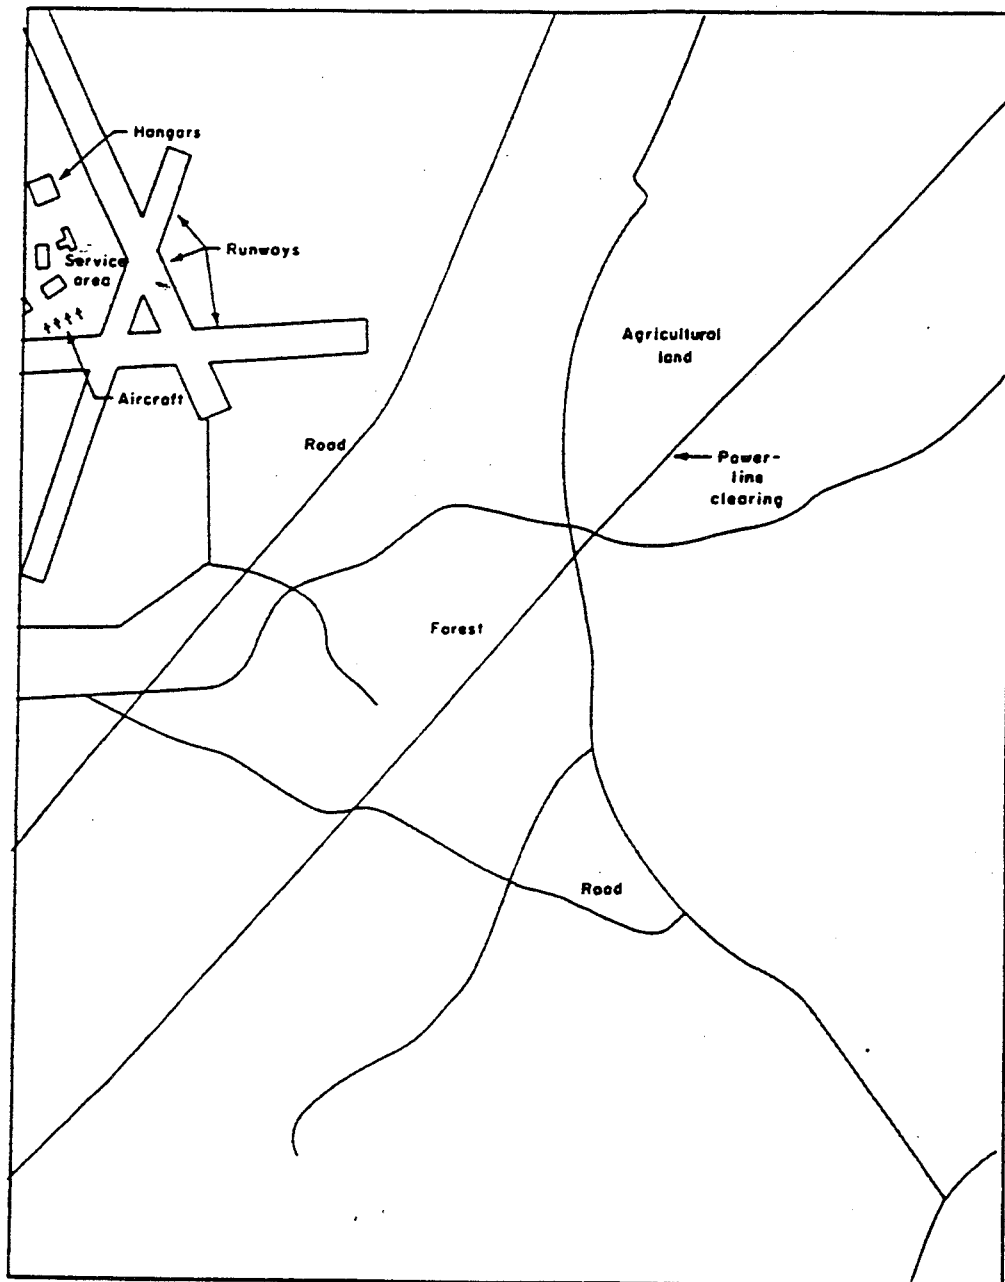 Hangars
Runways
Service
area
Aircraft
Agricultural
land
Road
Power-
line
clearing
Forest
Road